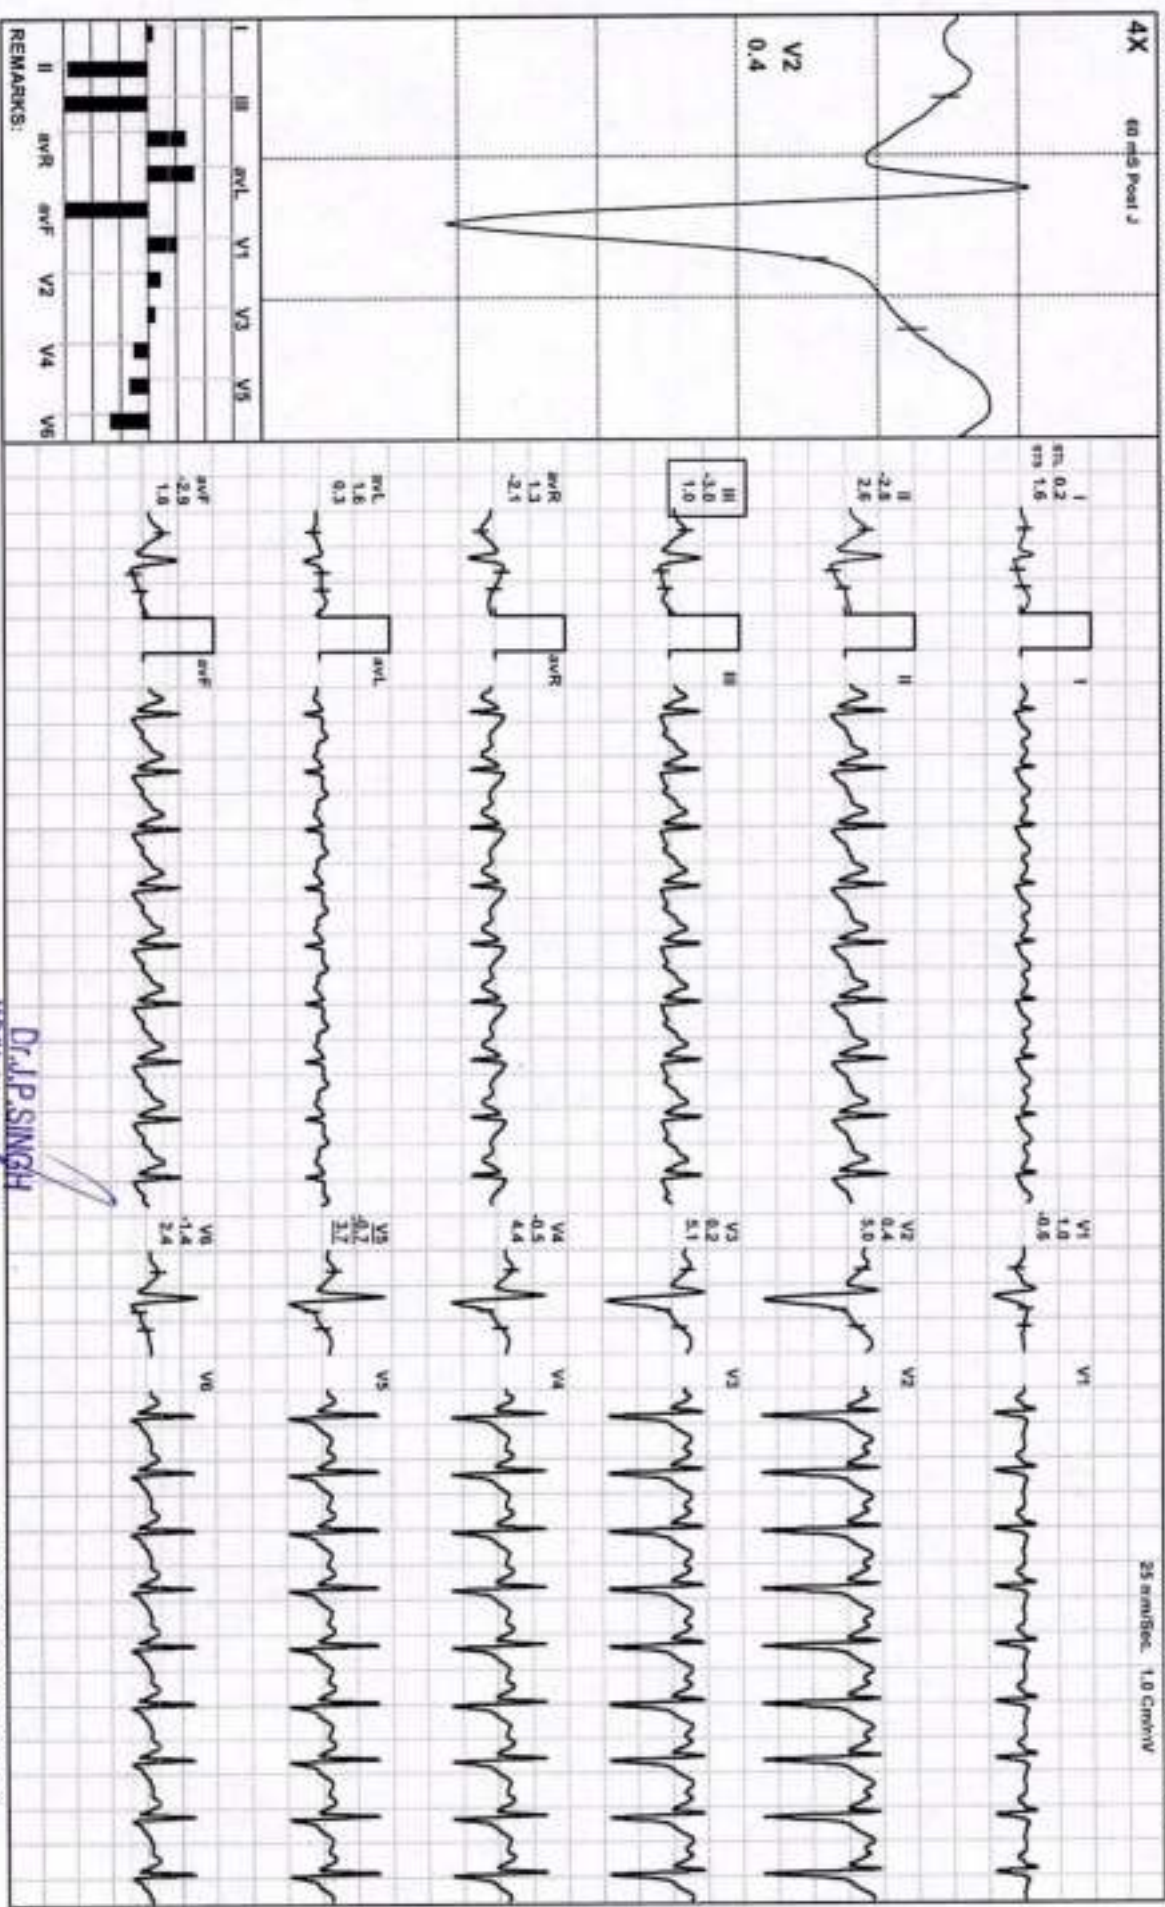 4X
60 mS Post J
25 mm/Sec. 1.0 Cm/mV
V2
0.4
I III avR avL V1 V3 V5
II avR avF V2 V4 V6
REMARKS:
I
STL 0.2
STS 1.6
I
V1
1.0
-0.6
V1
II
-2.8
2.6
II
V2
0.4
5.0
V2
III
-3.0
1.0
III
V3
0.2
5.1
V3
avR
1.3
-2.1
avR
V4
-0.5
4.4
V4
avL
1.6
0.3
avL
V5
-0.7
3.7
V5
avF
-2.9
1.8
avF
V6
-1.4
2.4
V6
Dr.J.P.SINGH